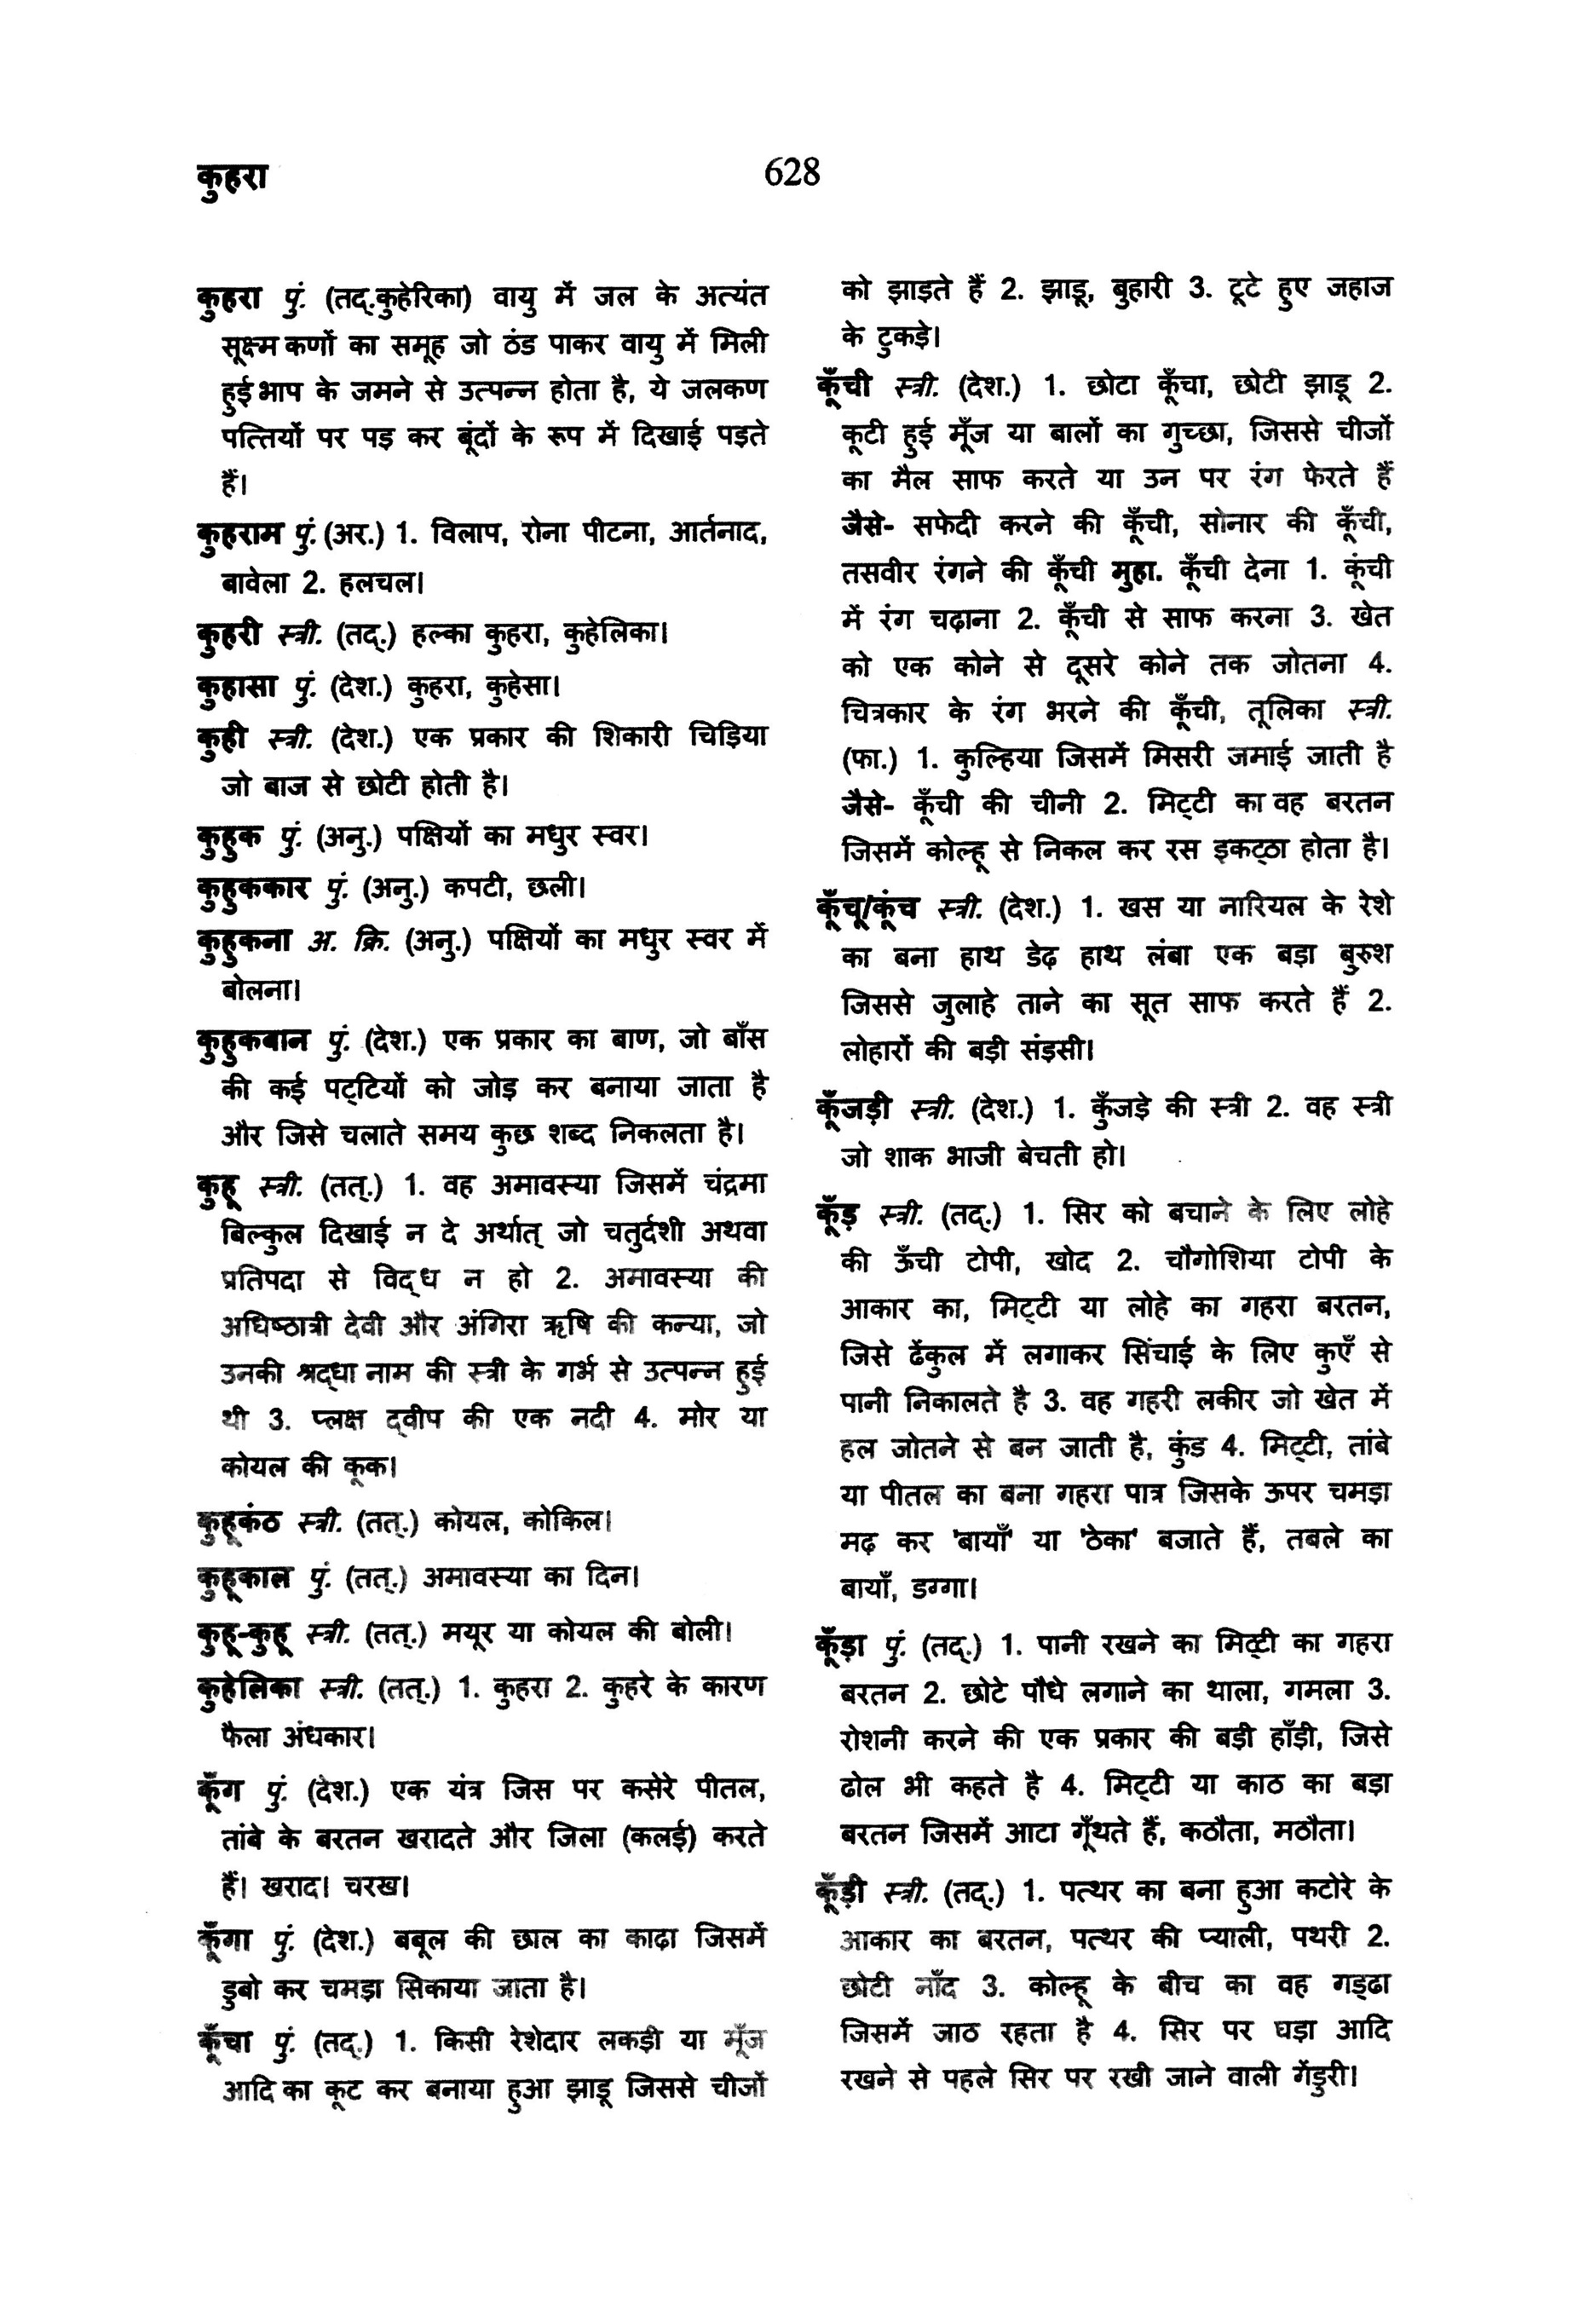 कुहरा
628
कुहरा पुं. (तद्.कुहेरिका) वायु में जल के अत्यंत
सूक्ष्म कणों का समूह जो ठंड पाकर वायु में मिली
हुई भाप के जमने से उत्पन्न होता है, ये जलकण
पत्तियों पर पड़ कर बूंदों के रूप में दिखाई पड़ते
हैं।
कुहराम पुं. (अर.) 1. विलाप, रोना पीटना, आर्तनाद,
बावेला 2. हलचल।
कुहरी स्त्री. (तद्.) हल्का कुहरा, कुहेलिका।
कुहासा पुं. (देश.) कुहरा, कुहेसा।
कुही स्त्री. (देश.) एक प्रकार की शिकारी चिड़िया
जो बाज से छोटी होती है।
कुहुक पुं. (अनु.) पक्षियों का मधुर स्वर।
कुहुककार पुं. (अनु.) कपटी, छली।
कुहुकना अ. क्रि. (अनु.) पक्षियों का मधुर स्वर में
बोलना।
कुहुकबान पुं. (देश.) एक प्रकार का बाण, जो बाँस
की कई पट्टियों को जोड़ कर बनाया जाता है
और जिसे चलाते समय कुछ शब्द निकलता है।
कुहू स्त्री. (तत्.) 1. वह अमावस्या जिसमें चंद्रमा
बिल्कुल दिखाई न दे अर्थात् जो चतुर्दशी अथवा
प्रतिपदा से विद्ध न हो 2. अमावस्या की
अधिष्ठात्री देवी और अंगिरा ऋषि की कन्या, जो
उनकी श्रद्धा नाम की स्त्री के गर्भ से उत्पन्न हुई
थी 3. प्लक्ष द्वीप की एक नदी 4. मोर या
कोयल की कूक।
कुहूकंठ स्त्री. (तत्.) कोयल, कोकिल।
कुहूकाल पुं. (तत्.) अमावस्या का दिन।
कुहू-कुहू स्त्री. (तत्.) मयूर या कोयल की बोली।
कुहेलिका स्त्री. (तत्.) 1. कुहरा 2. कुहरे के कारण
फैला अंधकार।
कूँग पुं. (देश.) एक यंत्र जिस पर कसेरे पीतल,
तांबे के बरतन खरादते और जिला (कलई) करते
हैं। खराद। चरख।
कूँगा पुं. (देश.) बबूल की छाल का काढ़ा जिसमें
डुबो कर चमड़ा सिकाया जाता है।
कूँचा पुं. (तद्.) 1. किसी रेशेदार लकड़ी या मूँज
आदि का कूट कर बनाया हुआ झाडू जिससे चीजों
को झाड़ते हैं 2. झाडू, बुहारी 3. टूटे हुए जहाज
के टुकड़े।
कूँची स्त्री. (देश.) 1. छोटा कूँचा, छोटी झाडू 2.
कूटी हुई मूँज या बालों का गुच्छा, जिससे चीजों
का मैल साफ करते या उन पर रंग फेरते हैं
जैसे- सफेदी करने की कूँची, सोनार की कूँची,
तसवीर रंगने की कूँची मुहा. कूँची देना 1. कूंची
में रंग चढ़ाना 2. कूँची से साफ करना 3. खेत
को एक कोने से दूसरे कोने तक जोतना 4.
चित्रकार के रंग भरने की कूँची, तूलिका स्त्री.
(फा.) 1. कुल्हिया जिसमें मिसरी जमाई जाती है
जैसे- कूँची की चीनी 2. मिट्टी का वह बरतन
जिसमें कोल्हू से निकल कर रस इकट्ठा होता है।
कूँचू/कूंच स्त्री. (देश.) 1. खस या नारियल के रेशे
का बना हाथ डेढ़ हाथ लंबा एक बड़ा बुरुश
जिससे जुलाहे ताने का सूत साफ करते हैं 2.
लोहारों की बड़ी संड़सी।
कूँजड़ी स्त्री. (देश.) 1. कुँजड़े की स्त्री 2. वह स्त्री
जो शाक भाजी बेचती हो।
कूँड़ स्त्री. (तद्.) 1. सिर को बचाने के लिए लोहे
की ऊँची टोपी, खोद 2. चौगोशिया टोपी के
आकार का, मिट्टी या लोहे का गहरा बरतन,
जिसे ढेंकुल में लगाकर सिंचाई के लिए कुएँ से
पानी निकालते है 3. वह गहरी लकीर जो खेत में
हल जोतने से बन जाती है, कुंड 4. मिट्टी, तांबे
या पीतल का बना गहरा पात्र जिसके ऊपर चमड़ा
मढ़ कर 'बायाँ' या 'ठेका' बजाते हैं, तबले का
बायाँ, डग्गा।
कूँड़ा पुं. (तद्.) 1. पानी रखने का मिट्टी का गहरा
बरतन 2. छोटे पौधे लगाने का थाला, गमला 3.
रोशनी करने की एक प्रकार की बड़ी हाँड़ी, जिसे
ढोल भी कहते है 4. मिट्टी या काठ का बड़ा
बरतन जिसमें आटा गूँथते हैं, कठौता, मठौता।
कूँड़ी स्त्री. (तद्.) 1. पत्थर का बना हुआ कटोरे के
आकार का बरतन, पत्थर की प्याली, पथरी 2.
छोटी नाँद 3. कोल्हू के बीच का वह गड्ढा
जिसमें जाठ रहता है 4. सिर पर घड़ा आदि
रखने से पहले सिर पर रखी जाने वाली गेंडुरी।